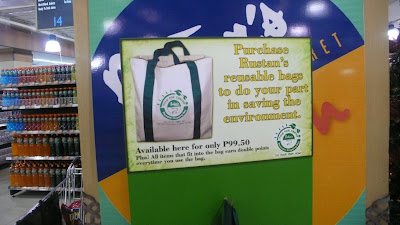 14
MARKET
Purchase
Rustan's
reusable bags
to do your part
in saving the
environment.
Available here for only P99.50
Plus! All items that fit into the bag earn double points
everytime you use the bag.